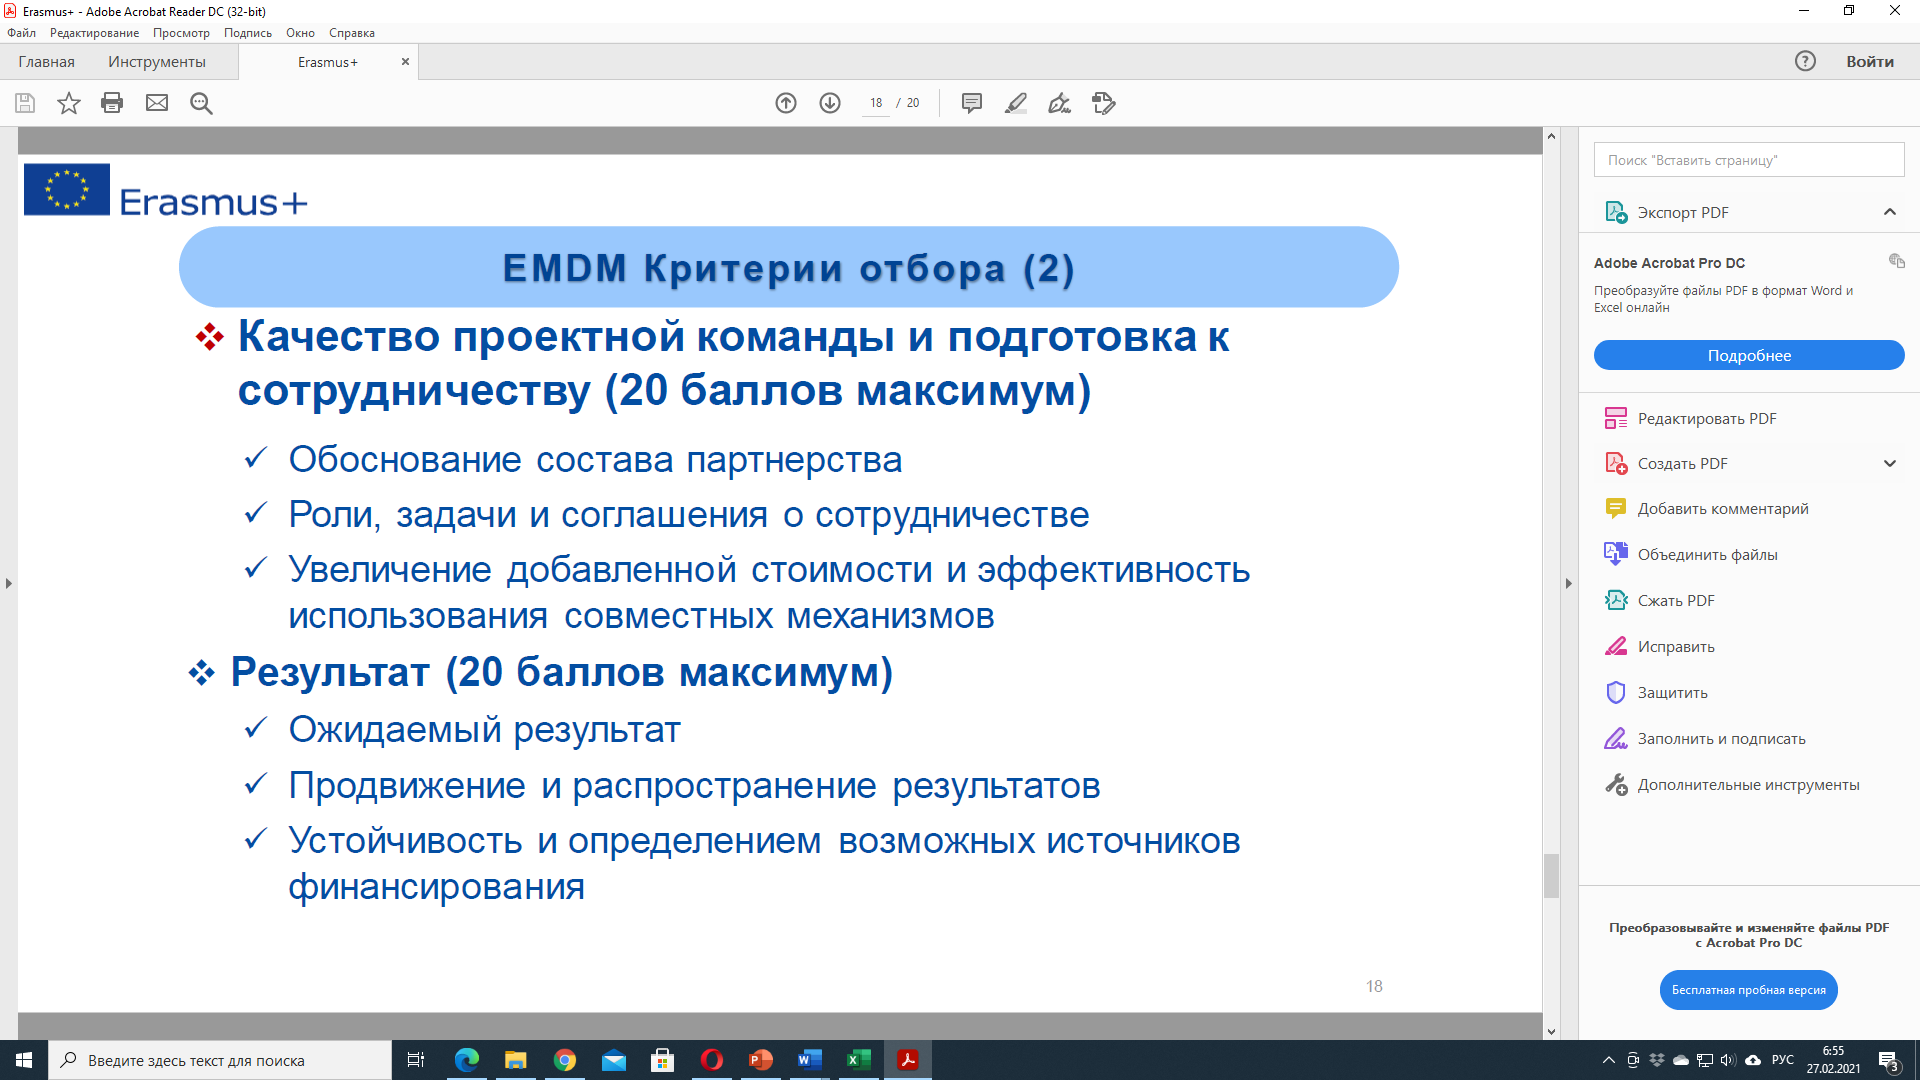 Erasmus+ - Adobe Acrobat Reader DC (32-bit)
Файл Редактирование Просмотр Подпись Окно Справка
Главная Инструменты Erasmus+ Войти
18 / 20
Erasmus+
EMDM Критерии отбора (2)
Качество проектной команды и подготовка к
сотрудничеству (20 баллов максимум)
Обоснование состава партнерства
Роли, задачи и соглашения о сотрудничестве
Увеличение добавленной стоимости и эффективность
использования совместных механизмов
Результат (20 баллов максимум)
Ожидаемый результат
Продвижение и распространение результатов
Устойчивость и определением возможных источников
финансирования
18
Поиск "Вставить страницу"
Экспорт PDF
Adobe Acrobat Pro DC
Преобразуйте файлы PDF в формат Word и
Excel онлайн
Подробнее
Редактировать PDF
Создать PDF
Добавить комментарий
Объединить файлы
Сжать PDF
Исправить
Защитить
Заполнить и подписать
Дополнительные инструменты
Преобразовывайте и изменяйте файлы PDF
с Acrobat Pro DC
Бесплатная пробная версия
Введите здесь текст для поиска
РУС
6:55
27.02.2021
3